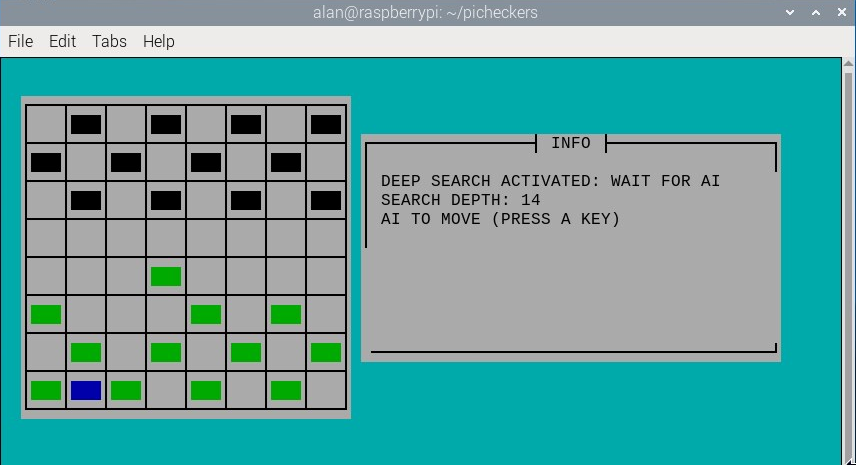 alan@raspberrypi: ~/picheckers
File Edit Tabs Help
INFO
DEEP SEARCH ACTIVATED: WAIT FOR AI
SEARCH DEPTH: 14
AI TO MOVE (PRESS A KEY)